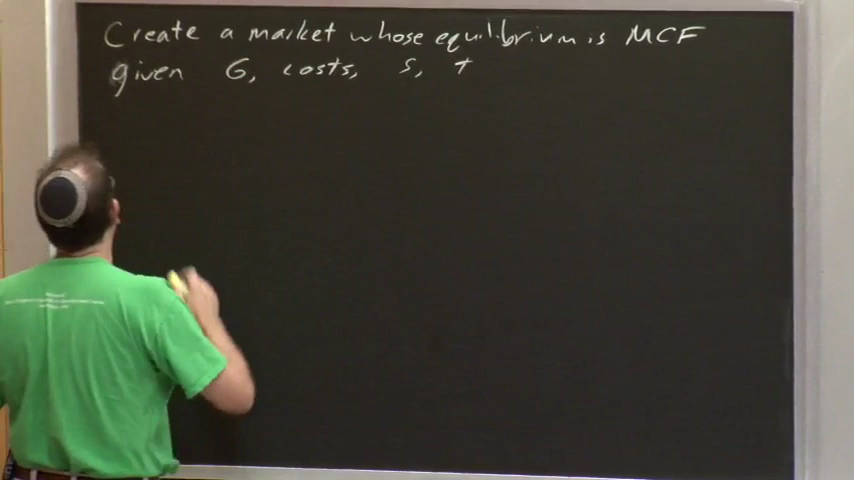 Create a market whose equilibrium is MCF
given G, costs, s, t